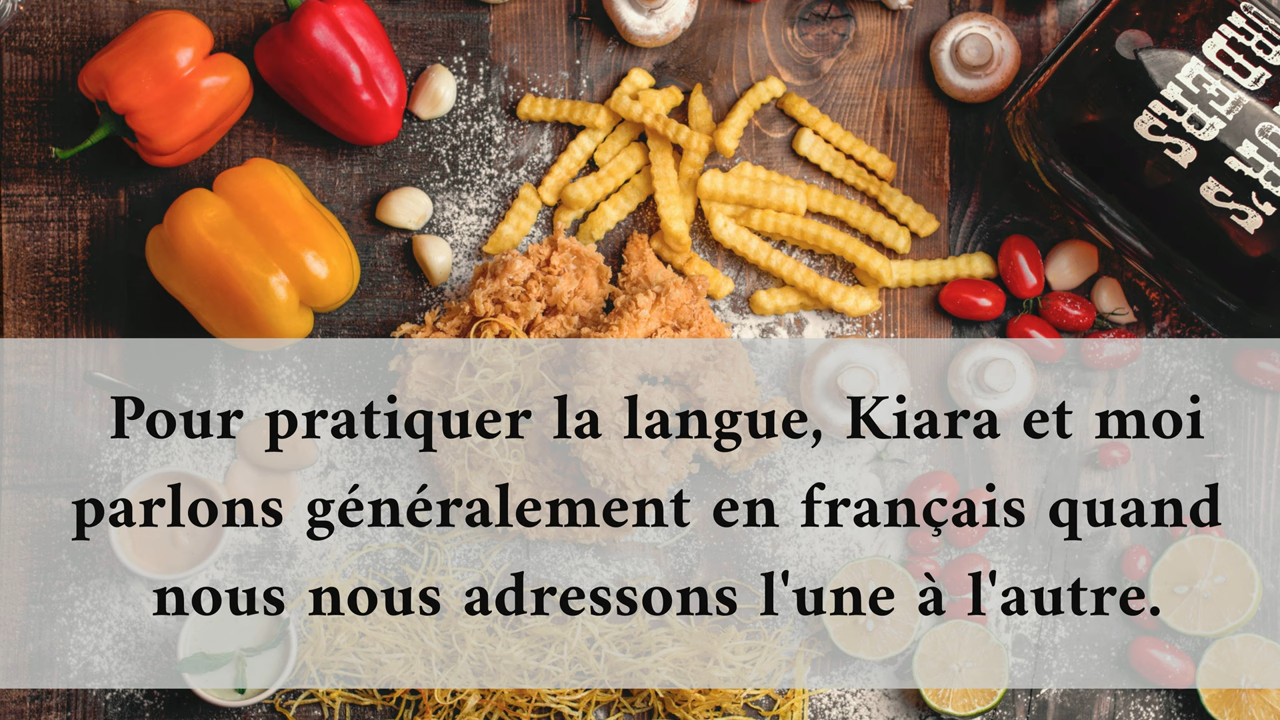 Pour pratiquer la langue, Kiara et moi
parlons généralement en français quand
nous nous adressons l'une à l'autre.